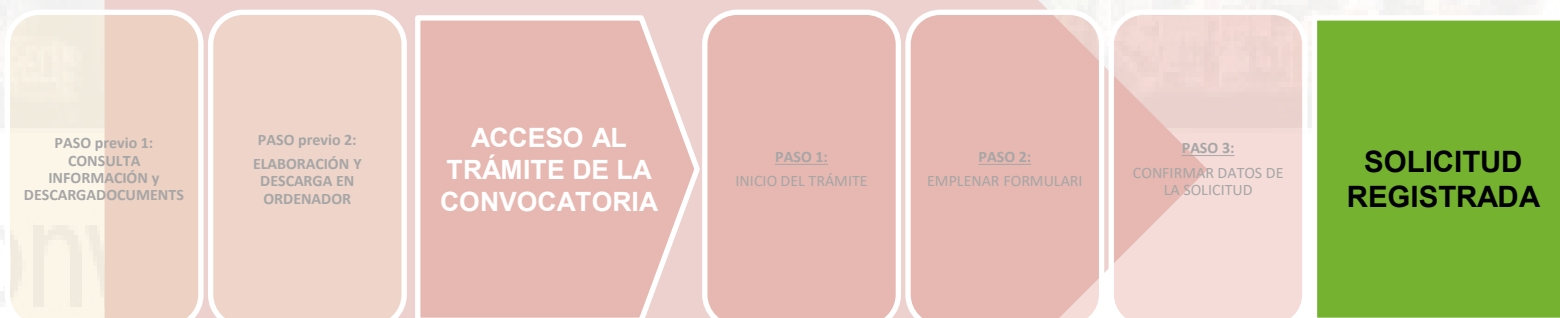 PASO previo 1:
CONSULTA
INFORMACIÓN y
DESCARGADOCUMENTS
PASO previo 2:
ELABORACIÓN Y
DESCARGA EN
ORDENADOR
ACCESO AL
TRÁMITE DE LA
CONVOCATORIA
PASO 1:
INICIO DEL TRÁMITE
PASO 2:
EMPLENAR FORMULARI
PASO 3:
CONFIRMAR DATOS DE
LA SOLICITUD
SOLICITUD
REGISTRADA